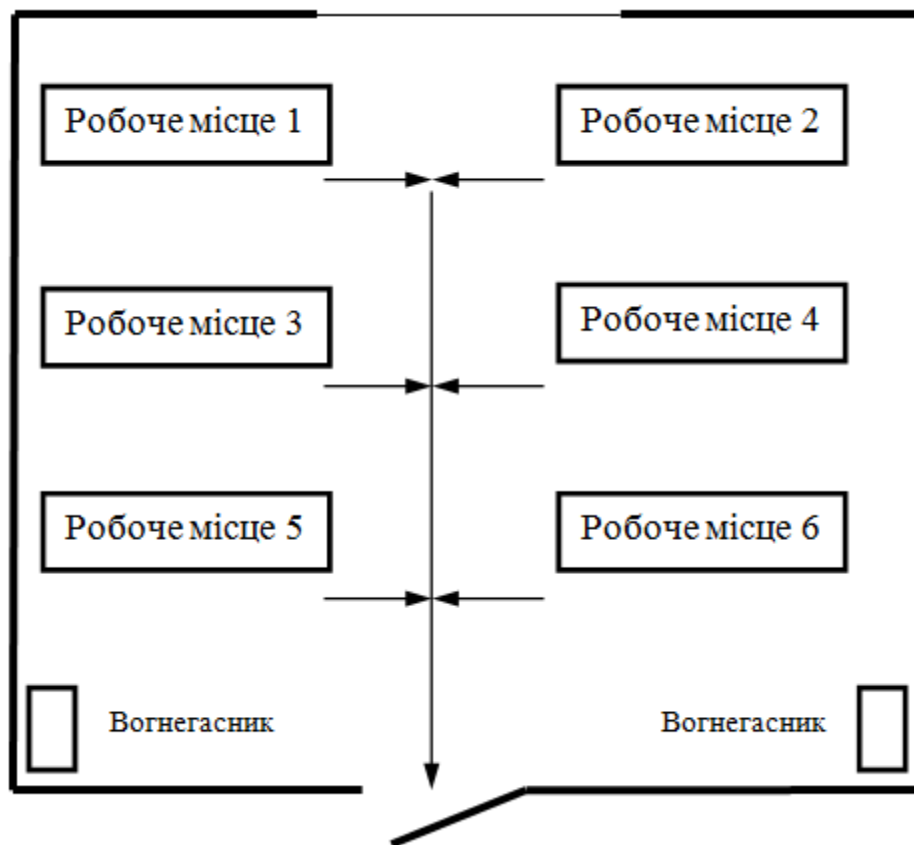 Робоче місце 1
Робоче місце 2
Робоче місце 3
Робоче місце 4
Робоче місце 5
Робоче місце 6
Вогнегасник
Вогнегасник